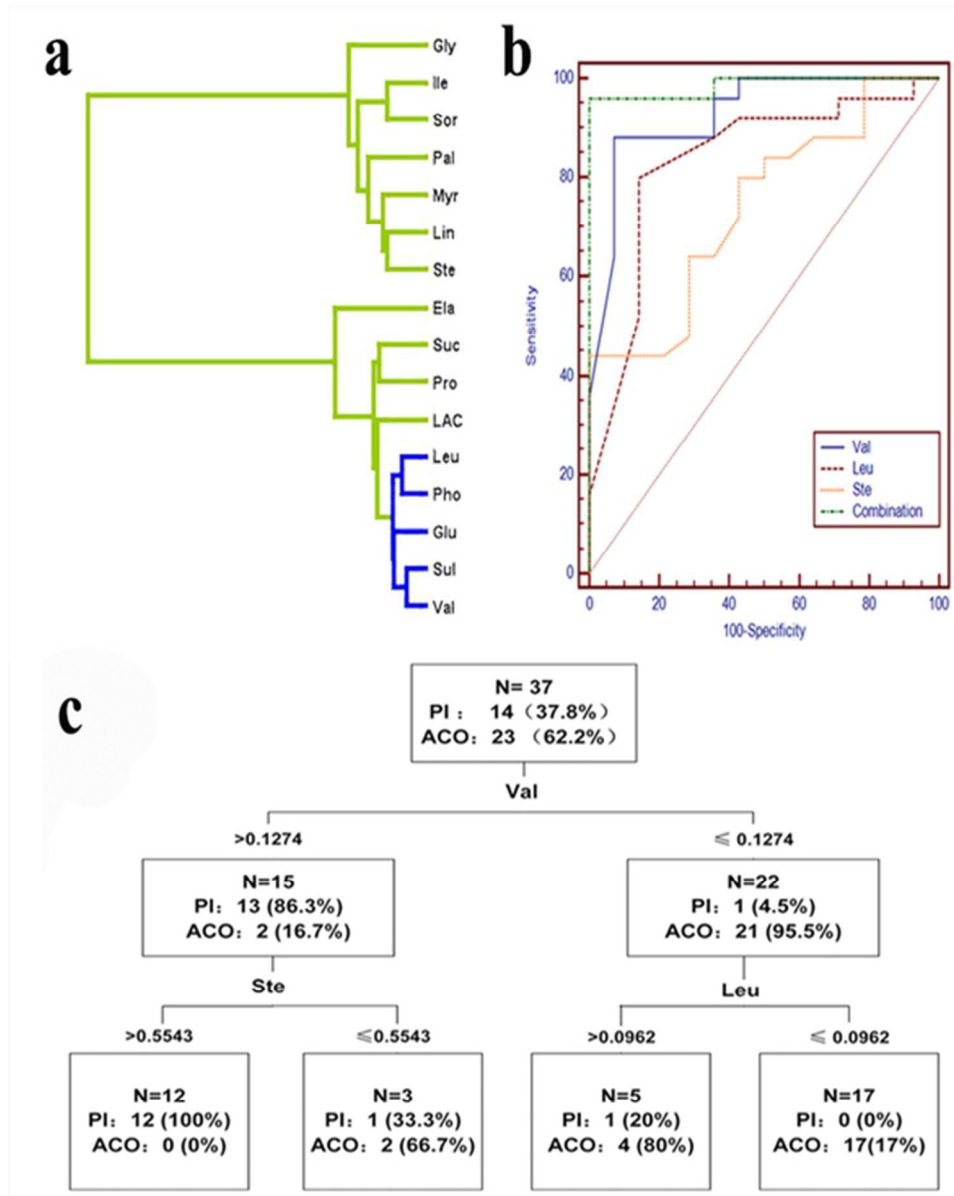 a
Gly
Ile
Sor
Pal
Myr
Lin
Ste
Ela
Suc
Pro
LAC
Leu
Pho
Glu
Sul
Val
b
100
80
60
40
20
0
Sensitivity
Val
Leu
Ste
Combination
0 20 40 60 80 100
100-Specificity
c
N= 37
PI : 14（37.8%）
ACO: 23 （62.2%）
Val
>0.1274
≤ 0.1274
N=15
PI: 13 (86.3%)
ACO: 2 (16.7%)
N=22
PI: 1 (4.5%)
ACO: 21 (95.5%)
Ste
Leu
>0.5543
≤0.5543
>0.0962
≤ 0.0962
N=12
PI: 12 (100%)
ACO: 0 (0%)
N=3
PI: 1 (33.3%)
ACO: 2 (66.7%)
N=5
PI: 1 (20%)
ACO: 4 (80%)
N=17
PI: 0 (0%)
ACO: 17(17%)